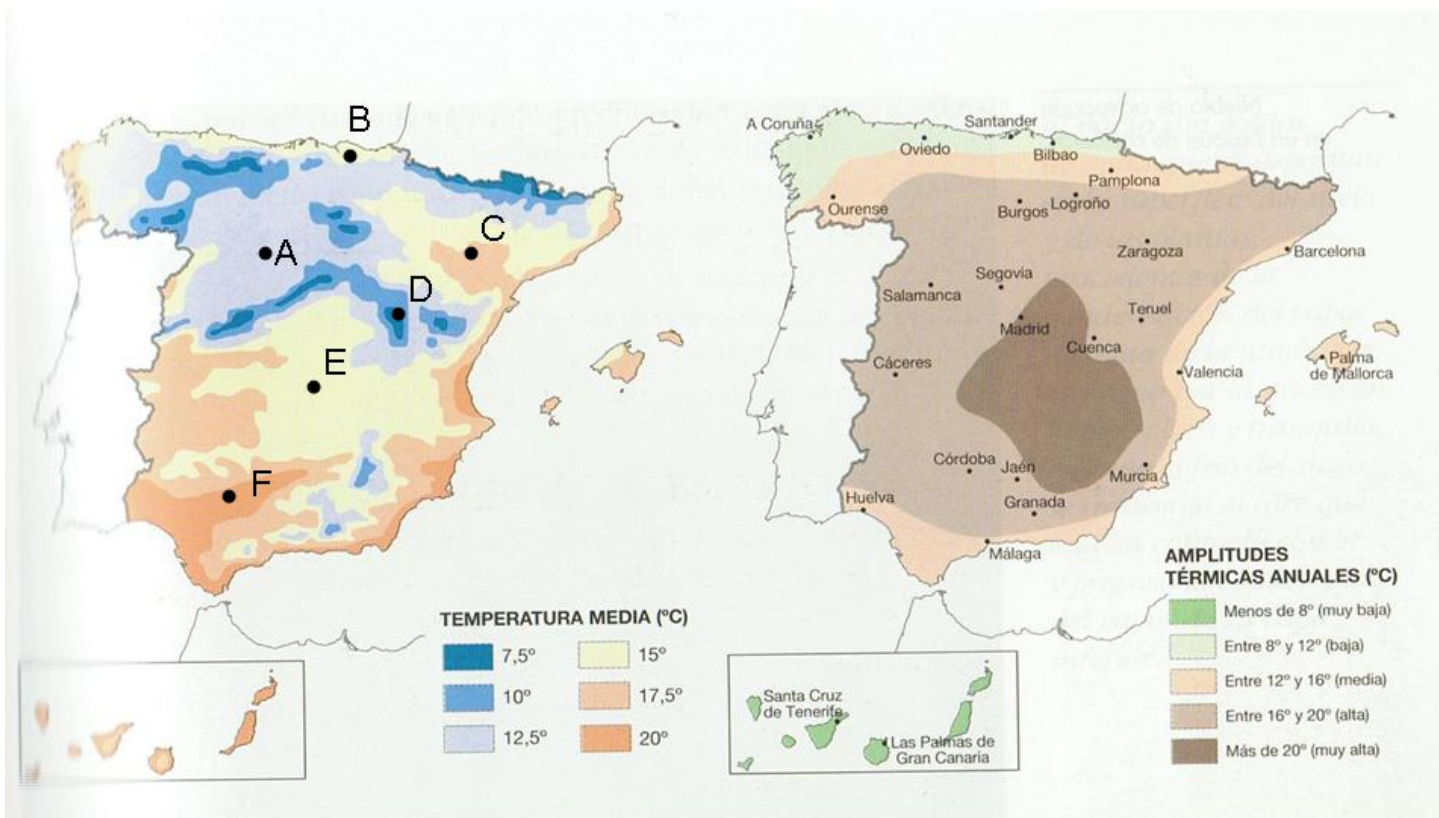 B
C
A
D
E
F
TEMPERATURA MEDIA (ºC)
7,5º
15º
10º
17,5º
12,5º
20º
A Coruña
Oviedo
Santander
Bilbao
Pamplona
Ourense
Burgos
Logroño
Zaragoza
Barcelona
Segovia
Salamanca
Madrid
Teruel
Cuenca
Cáceres
Valencia
Palma
de Mallorca
Córdoba
Jaén
Murcia
Huelva
Granada
Málaga
AMPLITUDES
TÉRMICAS ANUALES (ºC)
Menos de 8º (muy baja)
Entre 8º y 12º (baja)
Entre 12º y 16º (media)
Entre 16º y 20º (alta)
Más de 20º (muy alta)
Santa Cruz
de Tenerife
Las Palmas de
Gran Canaria